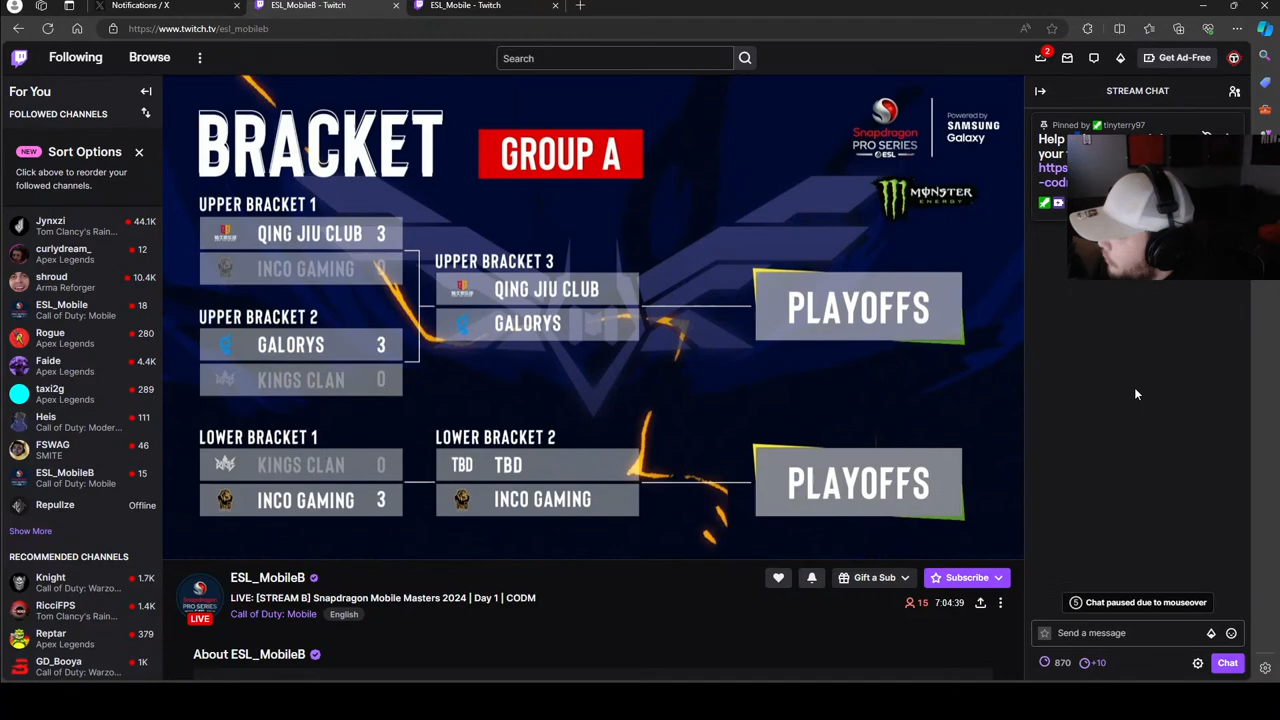 Notifications / X
ESL_MobileB - Twitch
ESL_Mobile - Twitch
https://www.twitch.tv/esl_mobileb
Following
Browse
Search
2
Get Ad-Free
For You
FOLLOWED CHANNELS
NEW Sort Options
Click above to reorder
your followed channels.
Jynxzi 44.1K
Tom Clancy's Rain...
curlydream_ 12
Apex Legends
shroud 10.4K
Arma Reforger
ESL_Mobile 18
Call of Duty: Mobile
Rogue 280
Apex Legends
Faide 4.4K
Apex Legends
taxi2g 289
Apex Legends
Heis 111
Call of Duty: Moder...
FSWAG 46
SMITE
ESL_MobileB 15
Call of Duty: Mobile
Repullze Offline
Show More
RECOMMENDED CHANNELS
Knight 1.7K
Call of Duty: Warzo...
RicciFPS 1.4K
Tom Clancy's Rain...
Reptar 379
Call of Duty: Warzo...
GD_Booya 1K
Call of Duty: Warzo...
BRACKET
GROUP A
Snapdragon
PRO SERIES
ESL
Powered by
SAMSUNG
Galaxy
MONSTER
ENERGY
UPPER BRACKET 1
QING JIU CLUB 3
INCO GAMING 0
UPPER BRACKET 2
GALORYS 3
KINGS CLAN 0
UPPER BRACKET 3
QING JIU CLUB
GALORYS
PLAYOFFS
LOWER BRACKET 1
KINGS CLAN 0
INCO GAMING 3
LOWER BRACKET 2
TBD TBD
INCO GAMING
PLAYOFFS
LIVE
ESL_MobileB
LIVE: [STREAM B] Snapdragon Mobile Masters 2024 | Day 1 | CODM
Call of Duty: Mobile English
Gift a Sub
Subscribe
15 7:04:39
About ESL_MobileB
STREAM CHAT
Pinned by tinyterry97
Help
your
https
-codr
Chat paused due to mouseover
Send a message
870 +10
Chat